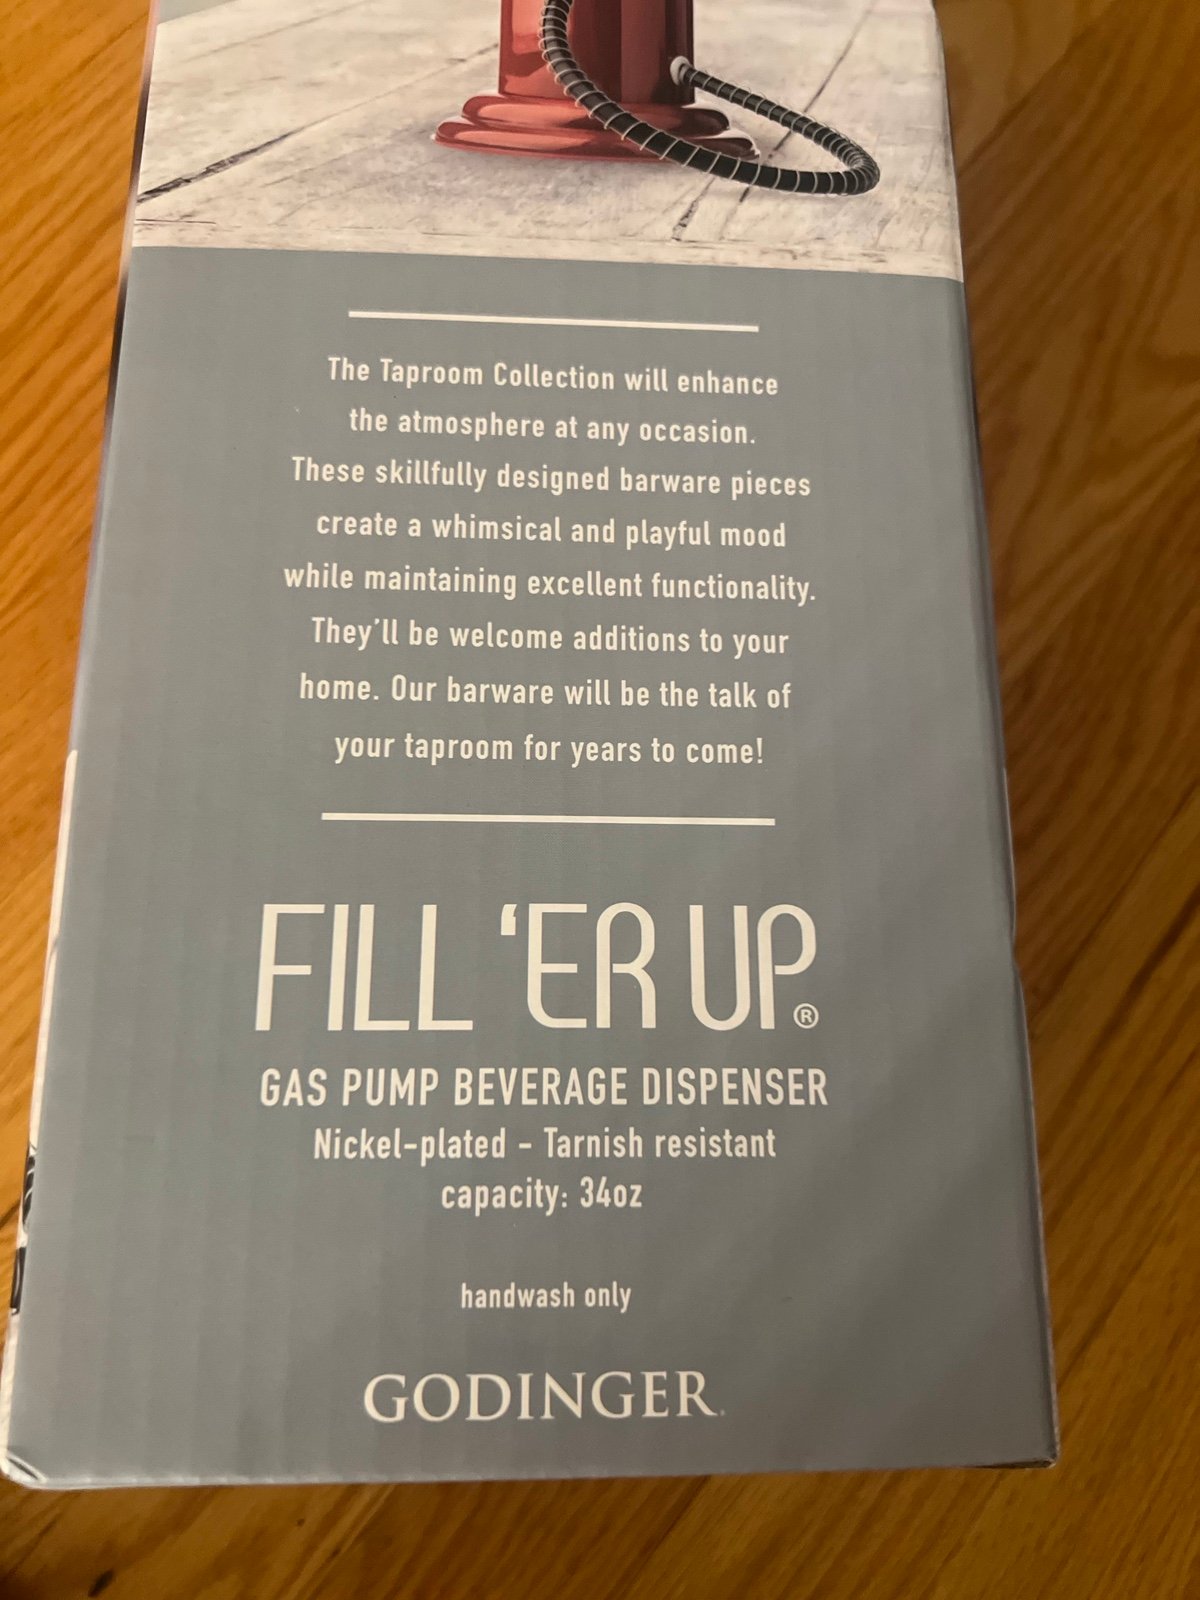 The Taproom Collection will enhance
the atmosphere at any occasion.
These skillfully designed barware pieces
create a whimsical and playful mood
while maintaining excellent functionality.
They'll be welcome additions to your
home. Our barware will be the talk of
your taproom for years to come!
FILL 'ER UP®
GAS PUMP BEVERAGE DISPENSER
Nickel-plated - Tarnish resistant
capacity: 34oz
handwash only
GODINGER